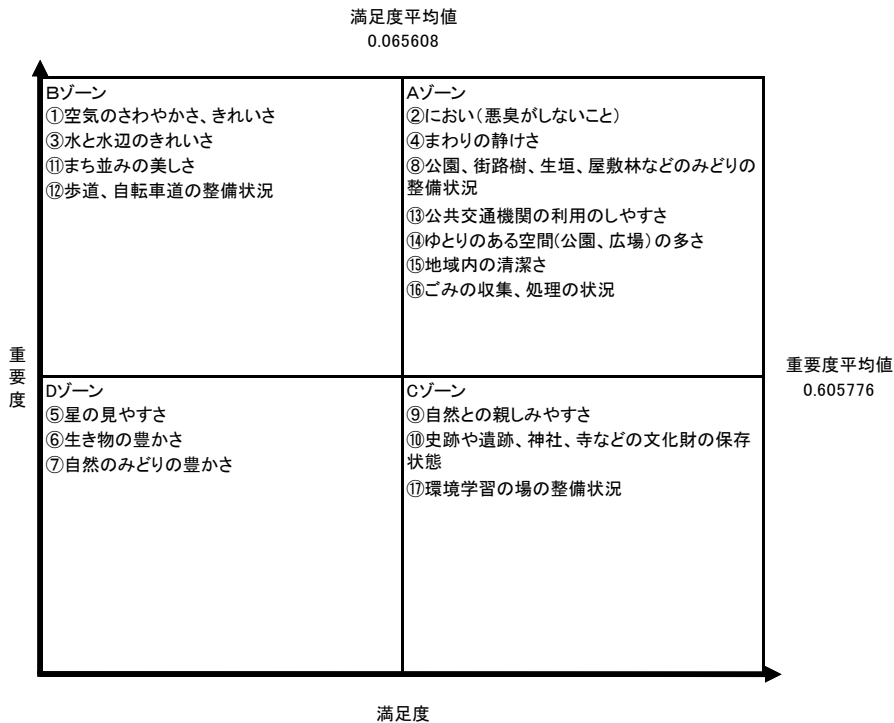 満足度平均値
0.065608
Bゾーン
①空気のさわやかさ、きれいさ
③水と水辺のきれいさ
⑪まち並みの美しさ
⑫歩道、自転車道の整備状況
Aゾーン
②におい(悪臭がしないこと)
④まわりの静けさ
⑧公園、街路樹、生垣、屋敷林などのみどりの
整備状況
⑬公共交通機関の利用のしやすさ
⑭ゆとりのある空間(公園、広場)の多さ
⑮地域内の清潔さ
⑯ごみの収集、処理の状況
重要度
重要度平均値
0.605776
Dゾーン
⑤星の見やすさ
⑥生き物の豊かさ
⑦自然のみどりの豊かさ
Cゾーン
⑨自然との親しみやすさ
⑩史跡や遺跡、神社、寺などの文化財の保存
状態
⑰環境学習の場の整備状況
満足度